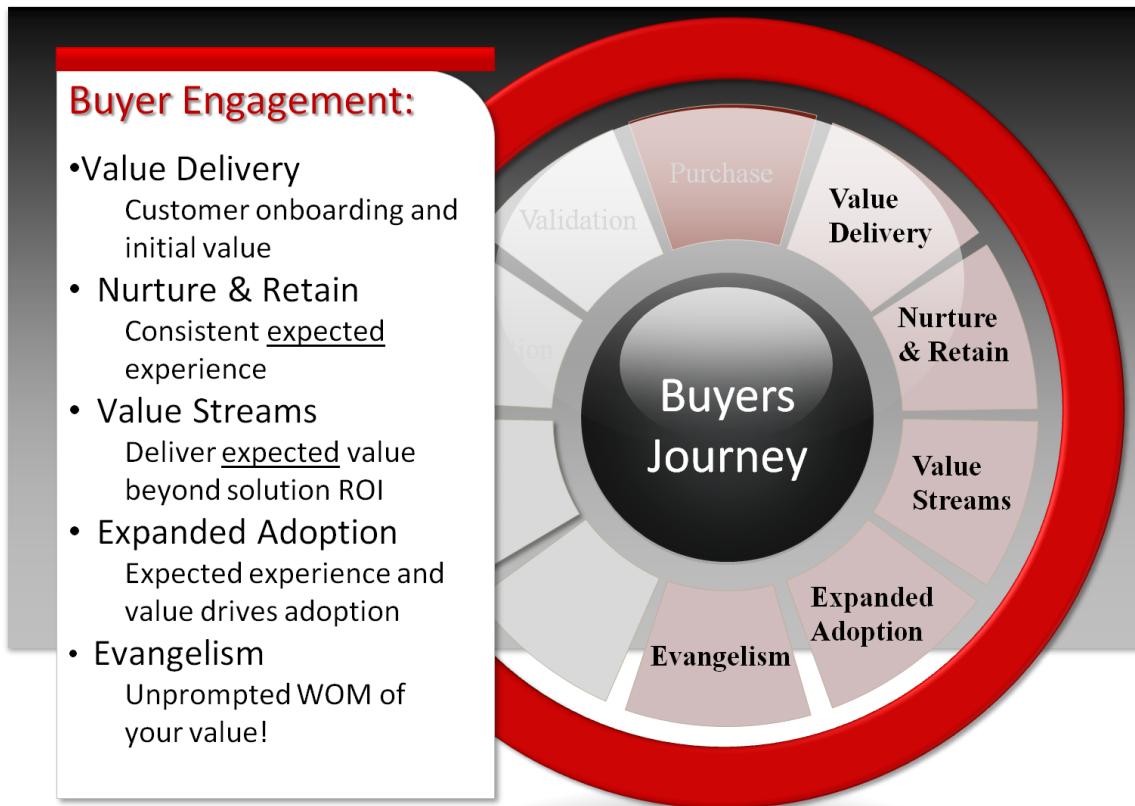 Buyer Engagement:
•Value Delivery
Customer onboarding and
initial value
• Nurture & Retain
Consistent expected
experience
• Value Streams
Deliver expected value
beyond solution ROI
• Expanded Adoption
Expected experience and
value drives adoption
• Evangelism
Unprompted WOM of
your value!
Validation
Purchase
Value
Delivery
Nurture
& Retain
Value
Streams
Expanded
Adoption
Evangelism
Buyers
Journey